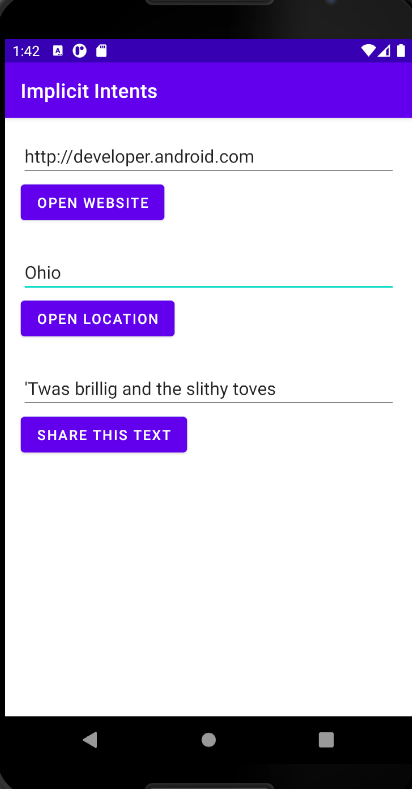 1:42
Implicit Intents
http://developer.android.com
OPEN WEBSITE
Ohio
OPEN LOCATION
'Twas brillig and the slithy toves
SHARE THIS TEXT